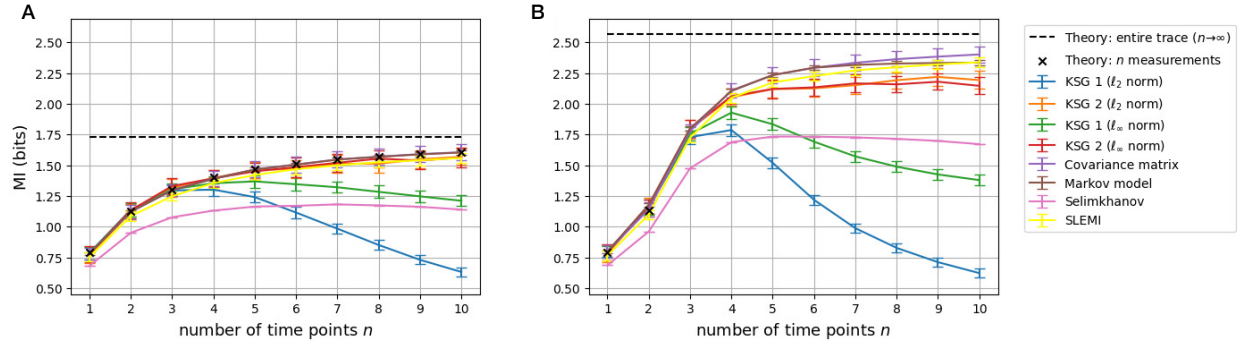 A
MI (bits)
2.50
2.25
2.00
1.75
1.50
1.25
1.00
0.75
0.50
1 2 3 4 5 6 7 8 9 10
number of time points n
B
2.50
2.25
2.00
1.75
1.50
1.25
1.00
0.75
0.50
1 2 3 4 5 6 7 8 9 10
number of time points n
Theory: entire trace (n→∞)
Theory: n measurements
KSG 1 (ℓ₂ norm)
KSG 2 (ℓ₂ norm)
KSG 1 (ℓ∞ norm)
KSG 2 (ℓ∞ norm)
Covariance matrix
Markov model
Selimkhanov
SLEMI